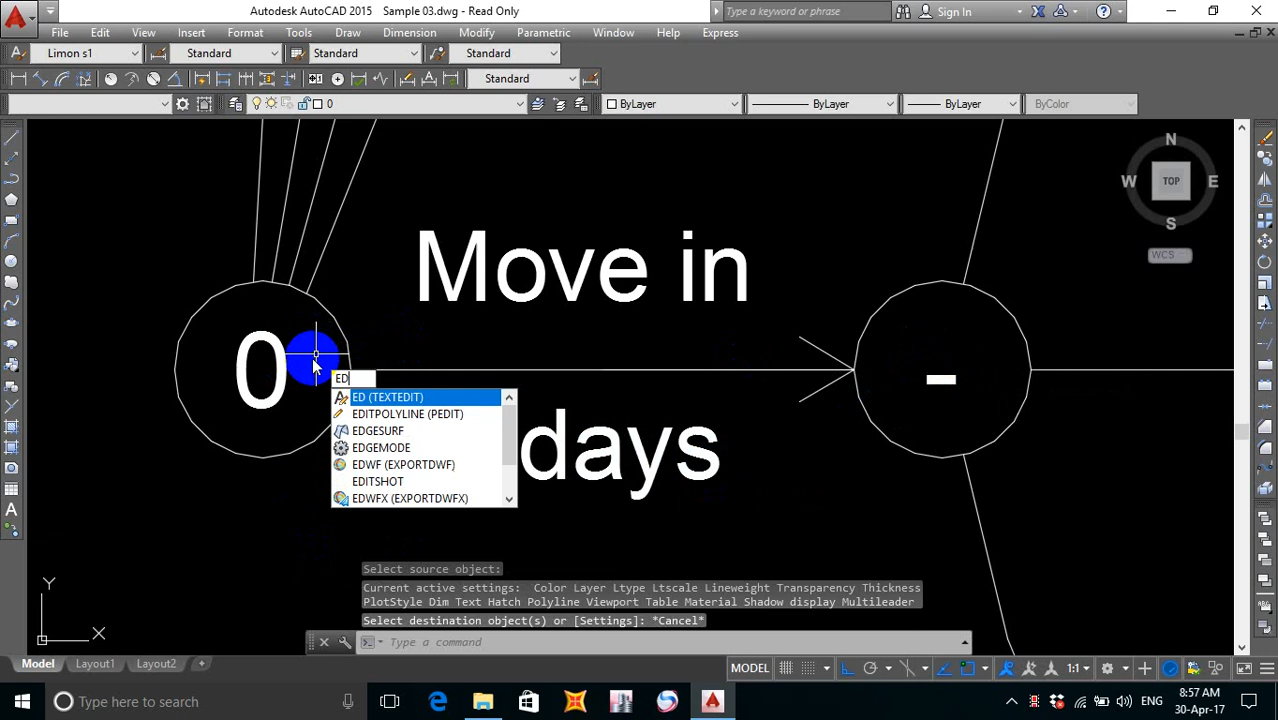 Autodesk AutoCAD 2015 Sample 03.dwg - Read Only
Type a keyword or phrase
Sign In
File Edit View Insert Format Tools Draw Dimension Modify Parametric Window Help Express
Limon s1 Standard Standard Standard
Standard
0 ByLayer ByLayer ByLayer ByColor
N
W TOP E
S
WCS
Move in
0
-
days
ED
ED (TEXTEDIT)
EDITPOLYLINE (PEDIT)
EDGESURF
EDGEMODE
EDWF (EXPORTDWF)
EDITSHOT
EDWFX (EXPORTDWFX)
Y
X
Select source object:
Current active settings: Color Layer Ltype Ltscale Lineweight Transparency Thickness
PlotStyle Dim Text Hatch Polyline Viewport Table Material Shadow display Multileader
Select destination object(s) or [Settings]: *Cancel*
Type a command
Model Layout1 Layout2 +
MODEL 1:1
Type here to search
ENG
8:57 AM
30-Apr-17